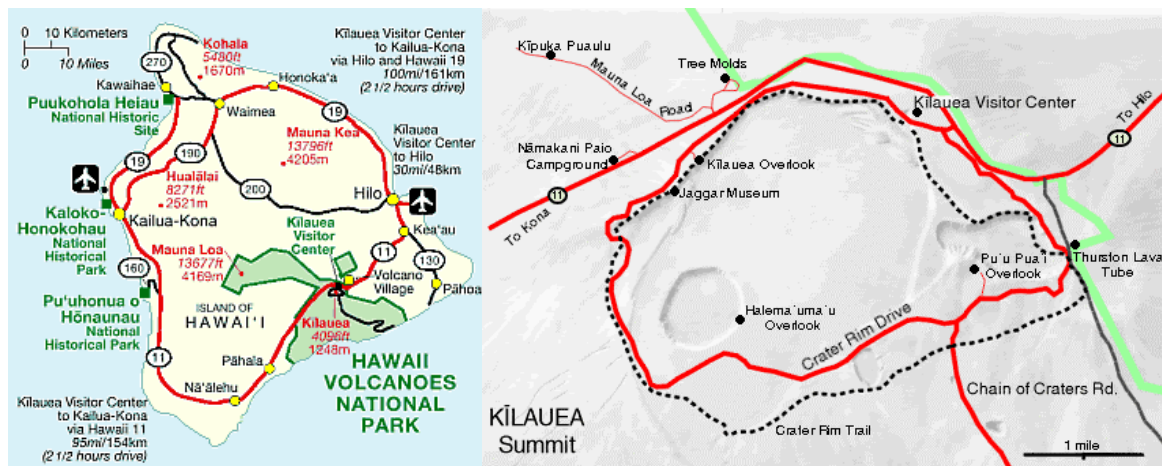 0 10 Kilometers
0 10 Miles
Kohala
5480ft
1670m
Kīlauea Visitor Center
to Kailua-Kona
via Hilo and Hawaii 19
100mi/161km
(2 1/2 hours drive)
270
Kawaihae
Honoka'a
Waimea
Puukohola Heiau
National Historic
Site
19
Mauna Kea
13796ft
4205m
Kīlauea
Visitor
Center
to Hilo
30mi/48km
19
190
Hualālai
8271ft
2521m
200
Hilo
Kailua-Kona
Kaloko-
Honokohau
National
Historical
Park
Kīlauea
Visitor
Center
Kea'au
11
130
Mauna Loa
13677ft
4169m
Volcano
Village
Pāhoa
160
Pu'uhonua o
Hōnaunau
National
Historical Park
ISLAND OF
HAWAI'I
Kīlauea
4096ft
1248m
11
Pāhala
Nā'ālehu
HAWAII
VOLCANOES
NATIONAL
PARK
Kīlauea Visitor Center
to Kailua-Kona
via Hawaii 11
95mi/154km
(2 1/2 hours drive)
Kīpuka Puaulu
Tree Molds
Mauna Loa Road
Kīlauea Visitor Center
To Hilo
11
Nāmakani Paio
Campground
Kīlauea Overlook
11
Jaggar Museum
To Kona
Pu'u Pua'i
Overlook
Thurston Lava
Tube
Halema'uma'u
Overlook
Crater Rim Drive
Chain of Craters Rd.
KĪLAUEA
Summit
Crater Rim Trail
1 mile